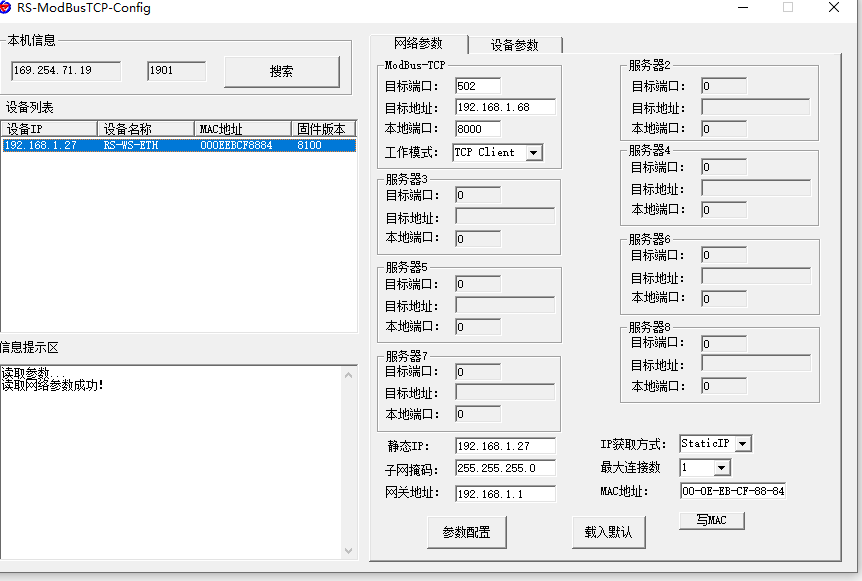 RS-ModBusTCP-Config
本机信息
169.254.71.19 1901 搜索
设备列表
设备IP 设备名称 MAC地址 固件版本
192.168.1.27 RS-WS-ETH 000EEBCF8884 8100
信息提示区
读取参数...
读取网络参数成功!
网络参数 设备参数
ModBus-TCP
目标端口: 502
目标地址: 192.168.1.68
本地端口: 8000
工作模式: TCP Client
服务器2
目标端口: 0
目标地址:
本地端口: 0
服务器3
目标端口: 0
目标地址:
本地端口: 0
服务器4
目标端口: 0
目标地址:
本地端口: 0
服务器5
目标端口: 0
目标地址:
本地端口: 0
服务器6
目标端口: 0
目标地址:
本地端口: 0
服务器7
目标端口: 0
目标地址:
本地端口: 0
服务器8
目标端口: 0
目标地址:
本地端口: 0
静态IP: 192.168.1.27
子网掩码: 255.255.255.0
网关地址: 192.168.1.1
IP获取方式: StaticIP
最大连接数 1
MAC地址: 00-0E-EB-CF-88-84
写MAC
参数配置 载入默认